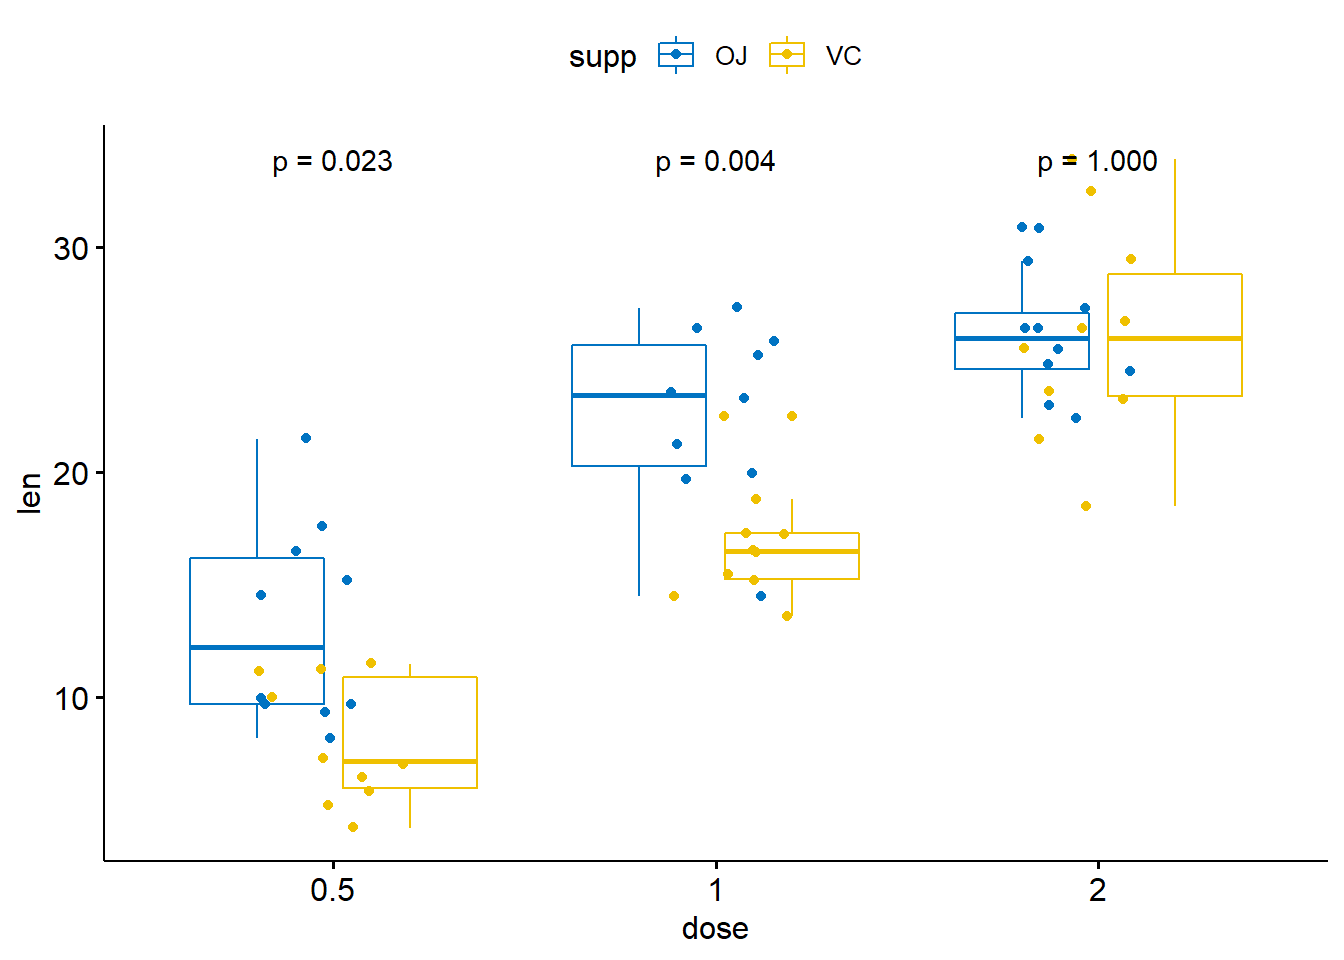 supp OJ VC
p = 0.023 p = 0.004 p = 1.000
30
20
10
len
0.5 1 2
dose